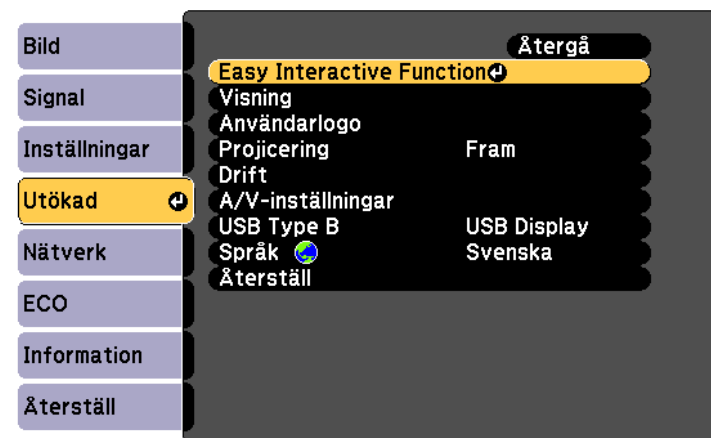 Bild
Signal
Inställningar
Utökad
Nätverk
ECO
Information
Återställ
Återgå
Easy Interactive Function
Visning
Användarlogo
Projicering Fram
Drift
A/V-inställningar
USB Type B USB Display
Språk Svenska
Återställ